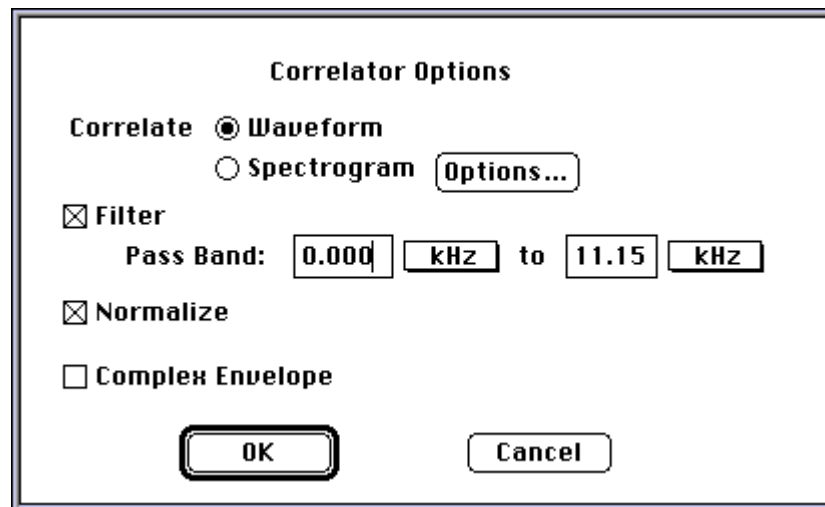 Correlator Options
Correlate Waveform
Spectrogram Options...
Filter
Pass Band: 0.000 kHz to 11.15 kHz
Normalize
Complex Envelope
OK Cancel